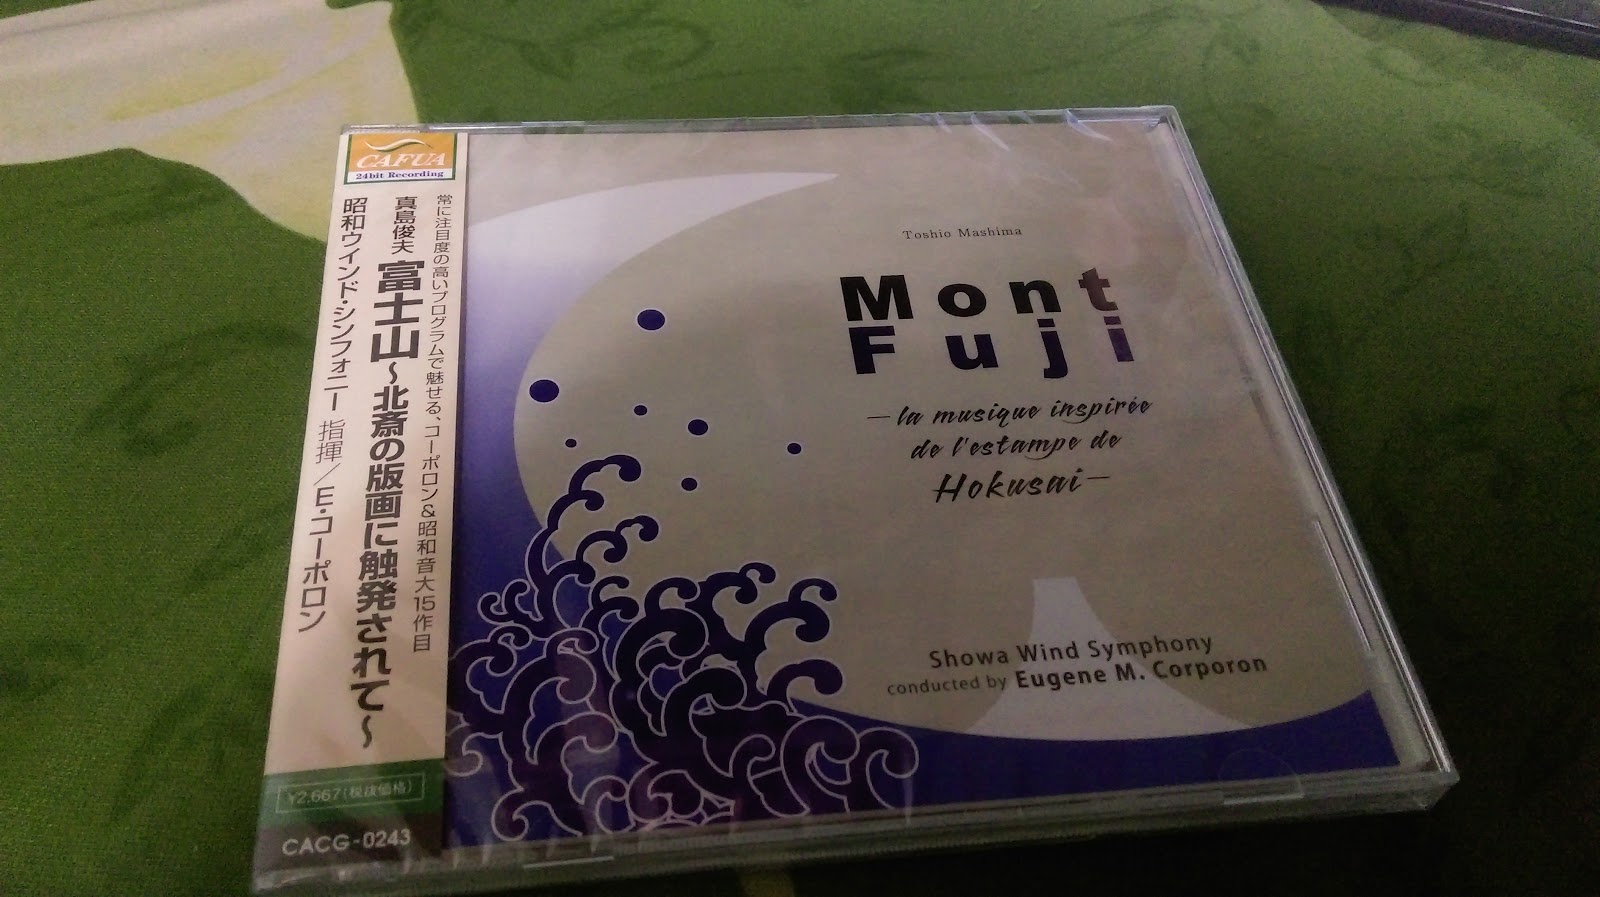 CAFUA
24bit Recording
常に注目度の高いプログラムで魅せる、コーポロン&昭和音大15作目
真島俊夫 富士山~北斎の版画に触発されて~
昭和ウインド・シンフォニー 指揮/E・コーポロン
¥2,667(税抜価格)
CACG-0243
Toshio Mashima
Mont
Fuji
—la musique inspirée
de l'estampe de
Hokusai—
Showa Wind Symphony
conducted by Eugene M. Corporon